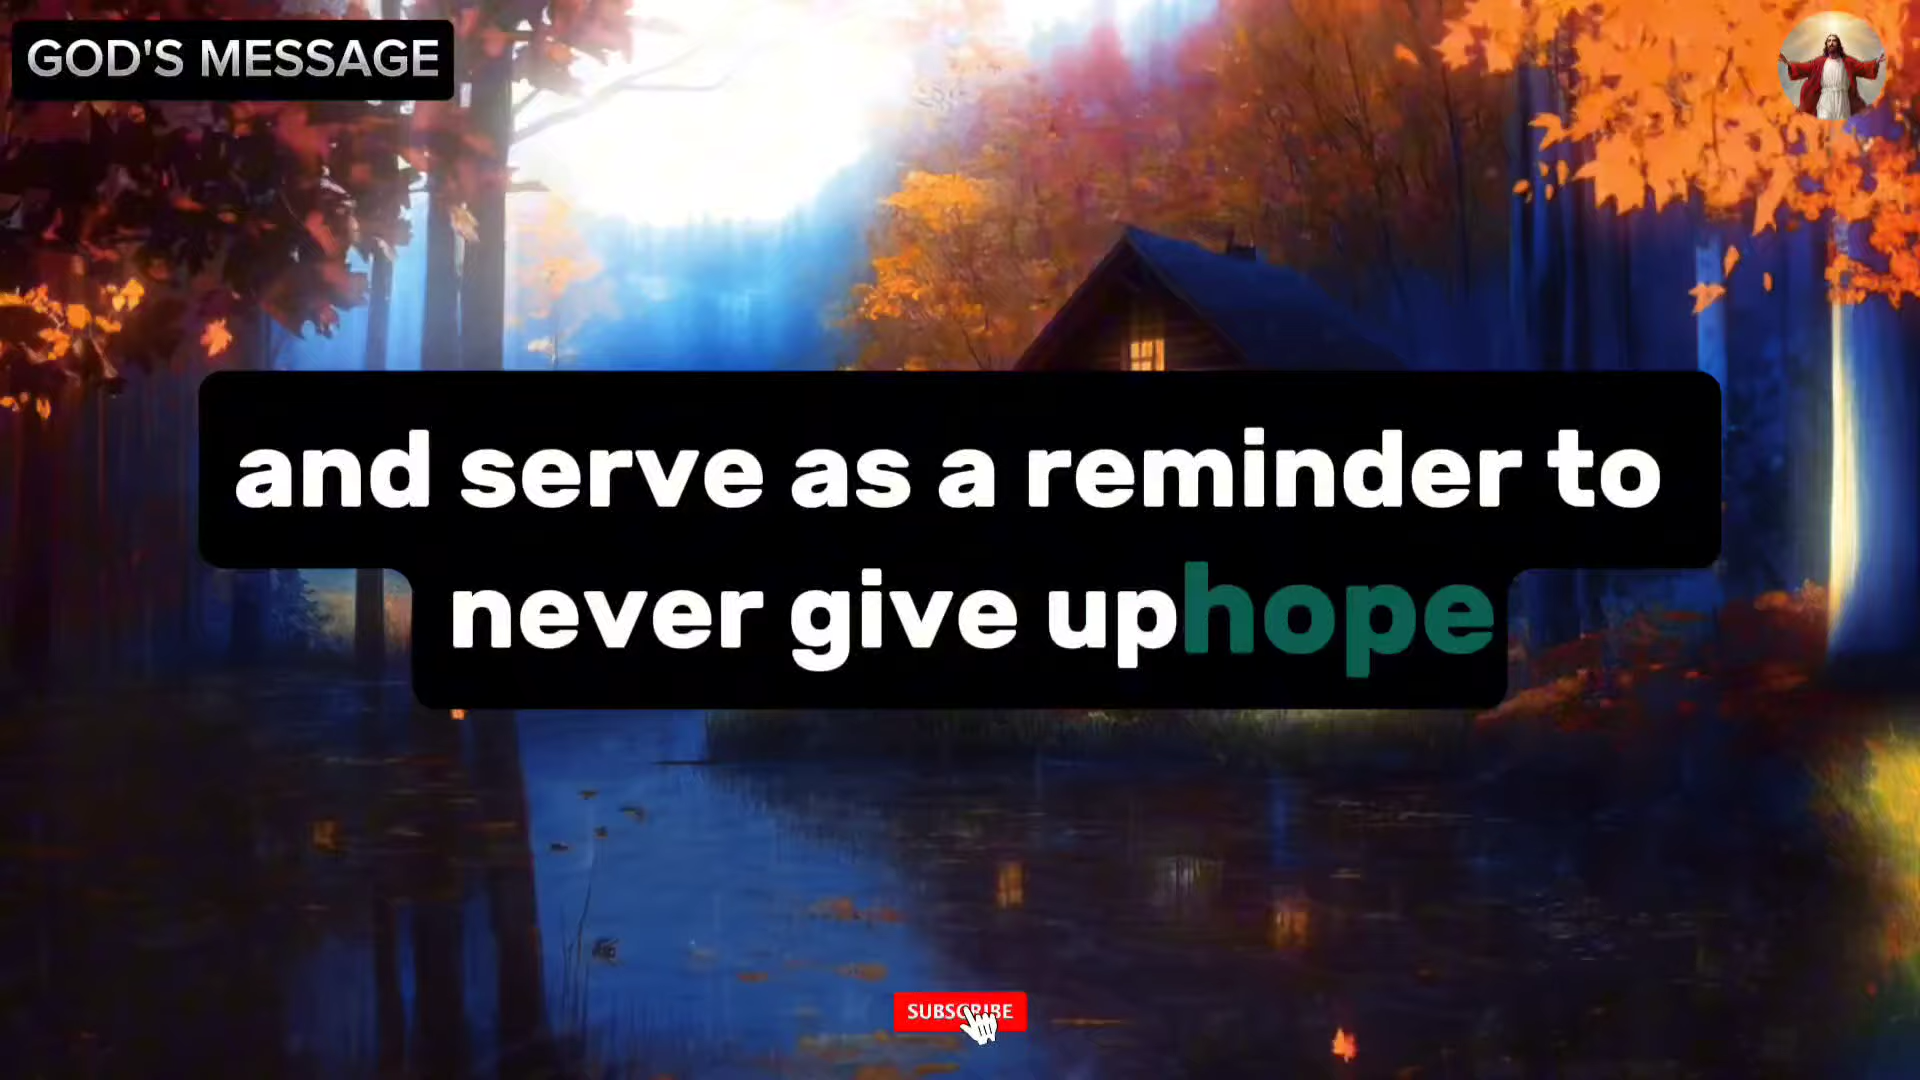 GOD'S MESSAGE
and serve as a reminder to
never give uphope
SUBSCRIBE